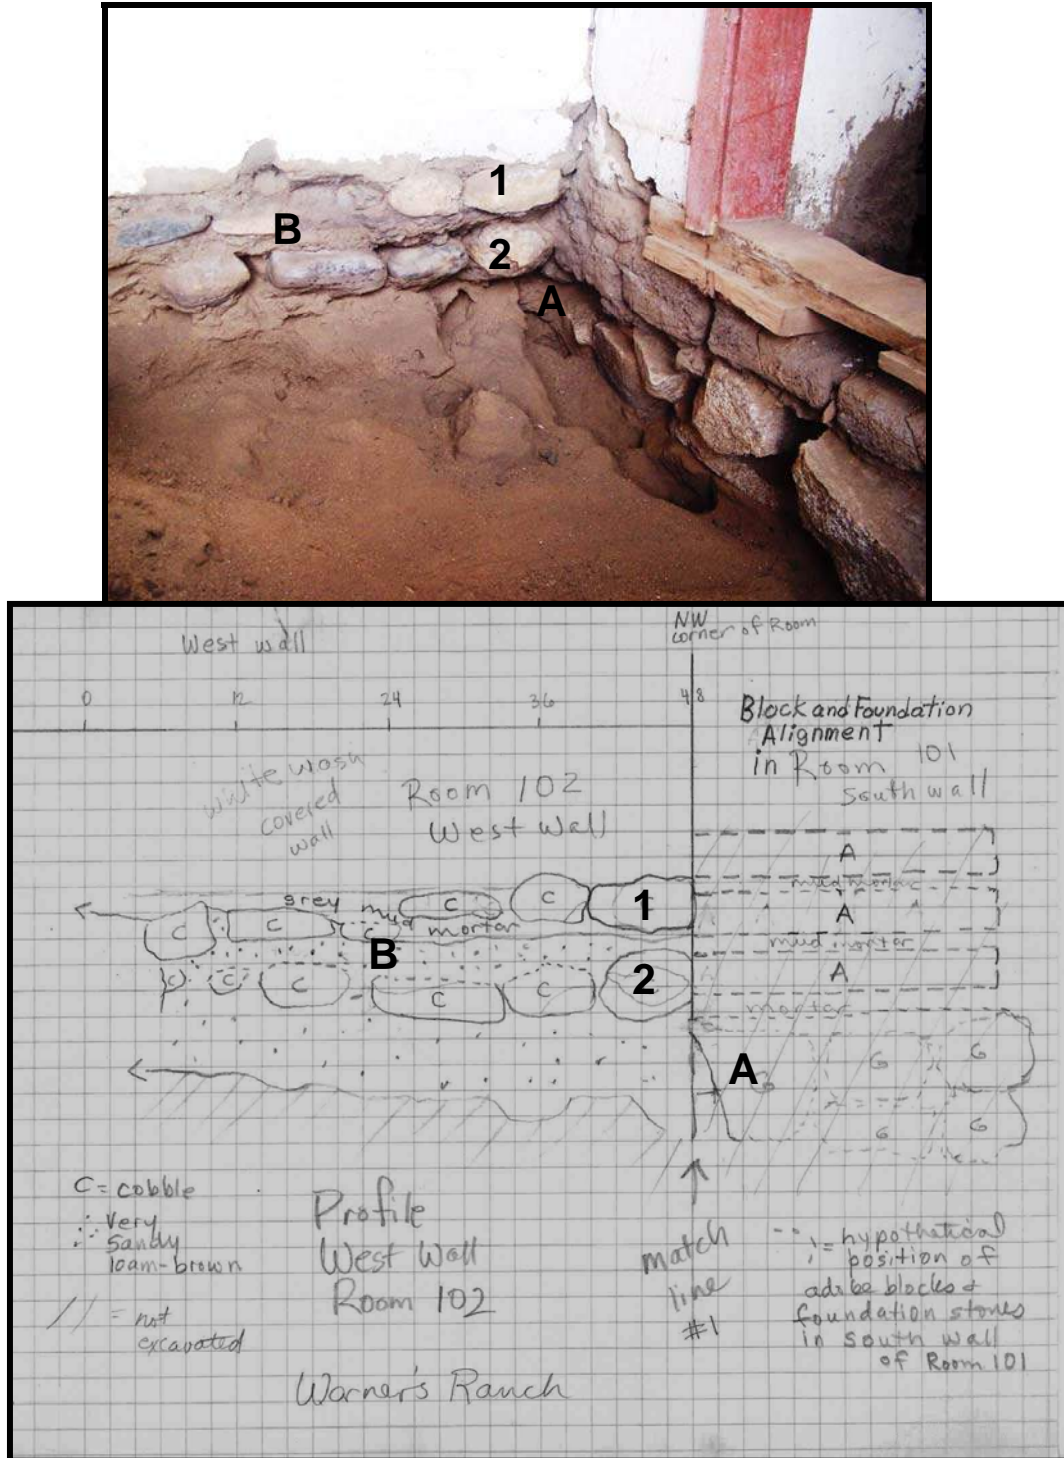 1
B
2
A
West wall
NW
corner of Room
0 12 24 36 48
Block and Foundation
Alignment
in Room 101
South wall
white wash
covered
wall
Room 102
West Wall
A
mud mortar
grey mud mortar
C C
1
A
C C C
mud mortar
B
A
C C C C C
2
mortar
G G
A
G
G G
C = cobble
very
sandy
loam-brown
// = not
excavated
Profile
West Wall
Room 102
match
line
#1
= hypothetical
position of
adobe blocks &
foundation stones
in south wall
of Room 101
Warner's Ranch